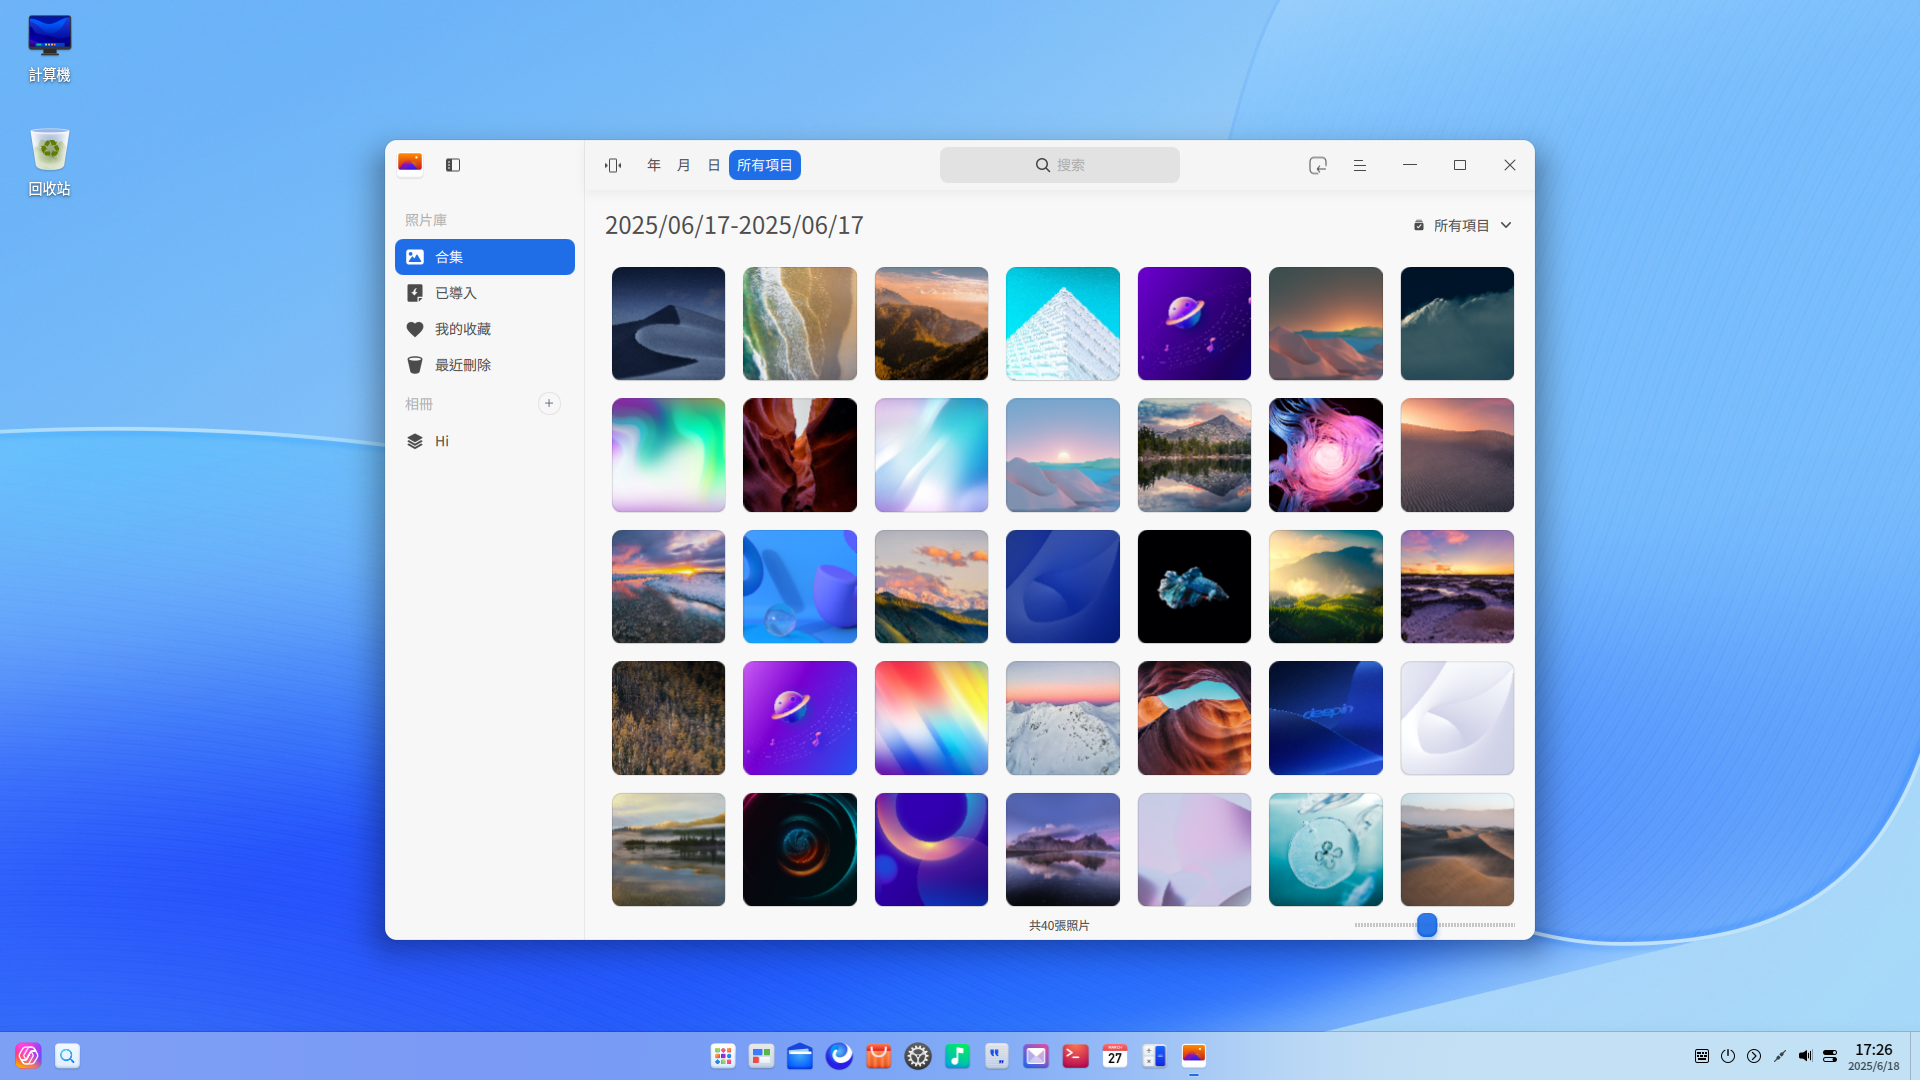 計算機
回收站
年 月 日 所有項目
搜索
照片庫
合集
已導入
我的收藏
最近刪除
相冊
Hi
2025/06/17-2025/06/17
所有項目
deepin
共40張照片
MARCH
27
17:26
2025/6/18